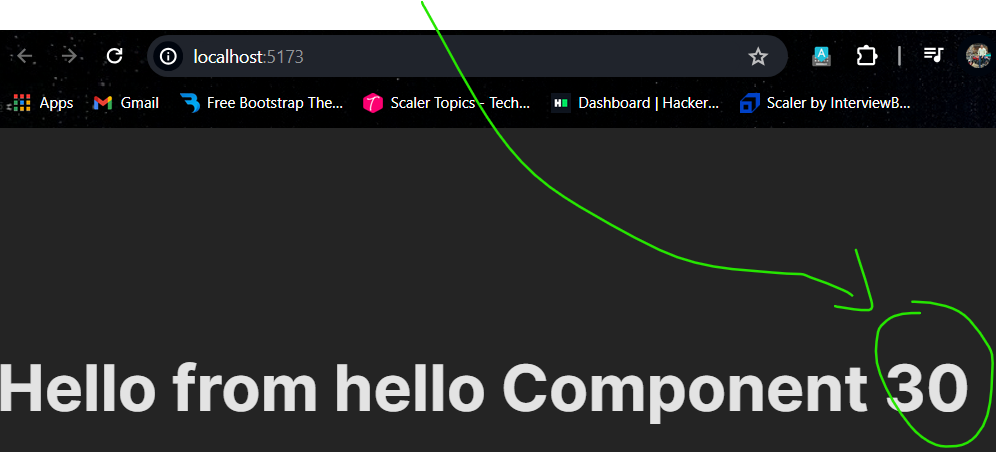 localhost:5173
Apps Gmail Free Bootstrap The... Scaler Topics - Tech... Dashboard | Hacker... Scaler by InterviewB...
Hello from hello Component 30